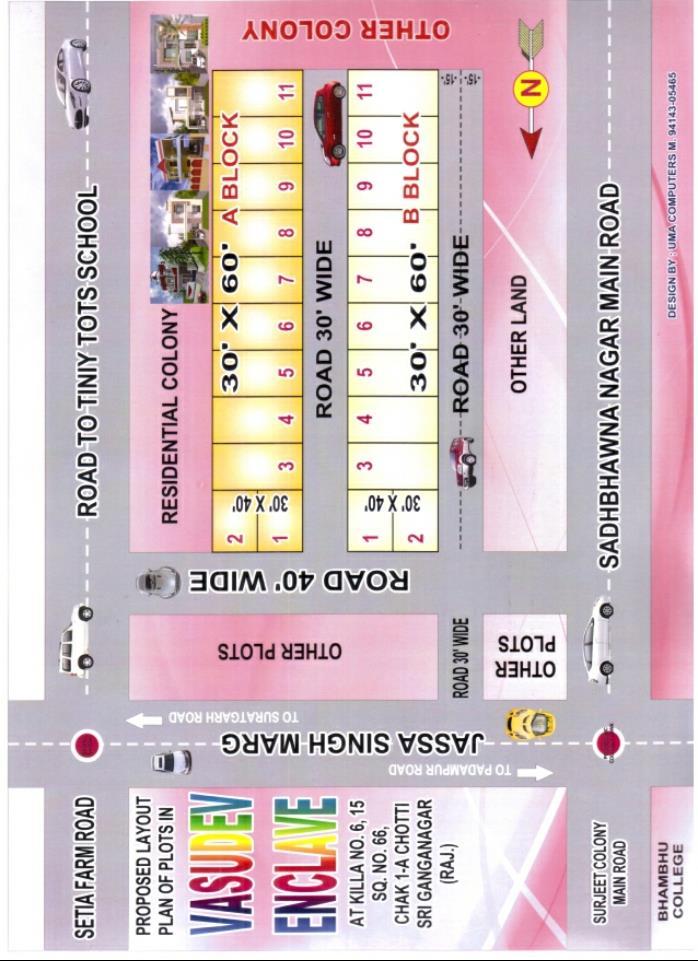 SETIA FARM ROAD
ROAD TO TINIY TOTS SCHOOL
PROPOSED LAYOUT
PLAN OF PLOTS IN
VASUDEV
ENCLAVE
AT KILLA NO. 6, 15
SQ. NO. 66,
CHAK 1-A CHOTTI
SRI GANGANAGAR
(RAJ.)
JASSA SINGH MARG
TO SURATGARH ROAD
TO PADAMPUR ROAD
OTHER PLOTS
ROAD 40' WIDE
RESIDENTIAL COLONY
30' X 60' A BLOCK
2
1
30' X 40'
3 4 5 6 7 8 9 10 11
ROAD 30' WIDE
1
2
30' X 40'
3 4 5 6 7 8 9 10 11
30' X 60' B BLOCK
OTHER COLONY
ROAD 30' WIDE
ROAD 30' WIDE
-15'- -15'-
OTHER
PLOTS
OTHER LAND
N
SURJEET COLONY
MAIN ROAD
SADHBHAWNA NAGAR MAIN ROAD
BHAMBHU
COLLEGE
DESIGN BY : UMA COMPUTERS M. 94143-05465